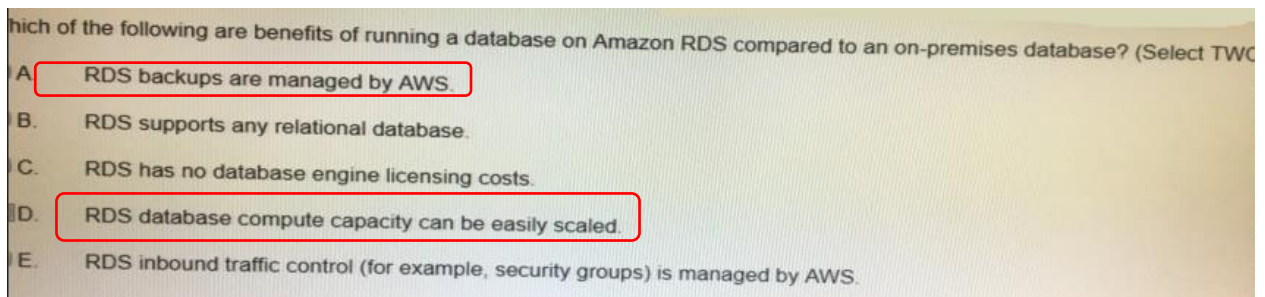 hich of the following are benefits of running a database on Amazon RDS compared to an on-premises database? (Select TWO
A. RDS backups are managed by AWS.
B. RDS supports any relational database.
C. RDS has no database engine licensing costs.
D. RDS database compute capacity can be easily scaled.
E. RDS inbound traffic control (for example, security groups) is managed by AWS.